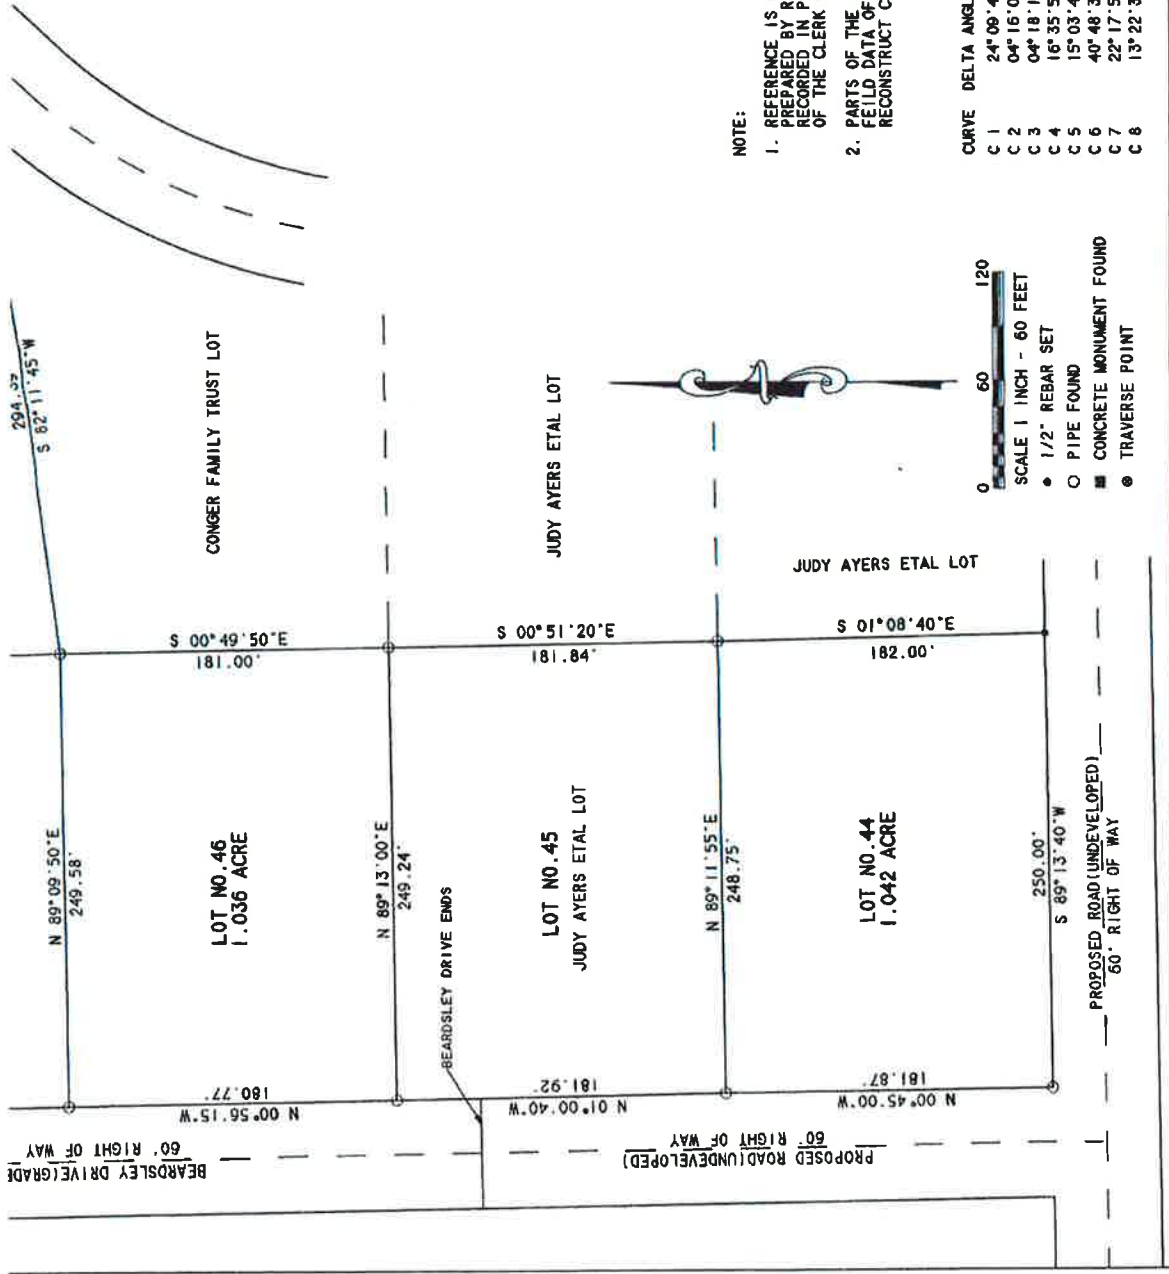 294.39
S 82°11'45"W
CONGER FAMILY TRUST LOT
JUDY AYERS ETAL LOT
JUDY AYERS ETAL LOT
S 00°49'50"E
181.00'
S 00°51'20"E
181.84'
S 01°08'40"E
182.00'
N 89°09'50"E
249.58'
LOT NO.46
1.036 ACRE
N 89°13'00"E
249.24'
BEARDSLEY DRIVE ENDS
LOT NO.45
JUDY AYERS ETAL LOT
N 89°11'55"E
248.75'
LOT NO.44
1.042 ACRE
250.00'
S 89°13'40"W
PROPOSED ROAD(UNDEVELOPED)
60' RIGHT OF WAY
180.77'
N 00°56'15"W
181.92'
N 01°00'40"W
181.87'
N 00°45'00"W
BEARDSLEY DRIVE(GRADE
60' RIGHT OF WAY
PROPOSED ROAD(UNDEVELOPED)
60' RIGHT OF WAY
NOTE:
1. REFERENCE IS
PREPARED BY R
RECORDED IN P
OF THE CLERK
2. PARTS OF THE
FEILD DATA OF
RECONSTRUCT C
CURVE DELTA ANGL
C 1 24°09'4
C 2 04°16'0
C 3 04°18'1
C 4 16°35'5
C 5 15°03'4
C 6 40°48'3
C 7 22°17'5
C 8 13°22'3
0 60 120
SCALE 1 INCH - 60 FEET
1/2" REBAR SET
PIPE FOUND
CONCRETE MONUMENT FOUND
TRAVERSE POINT